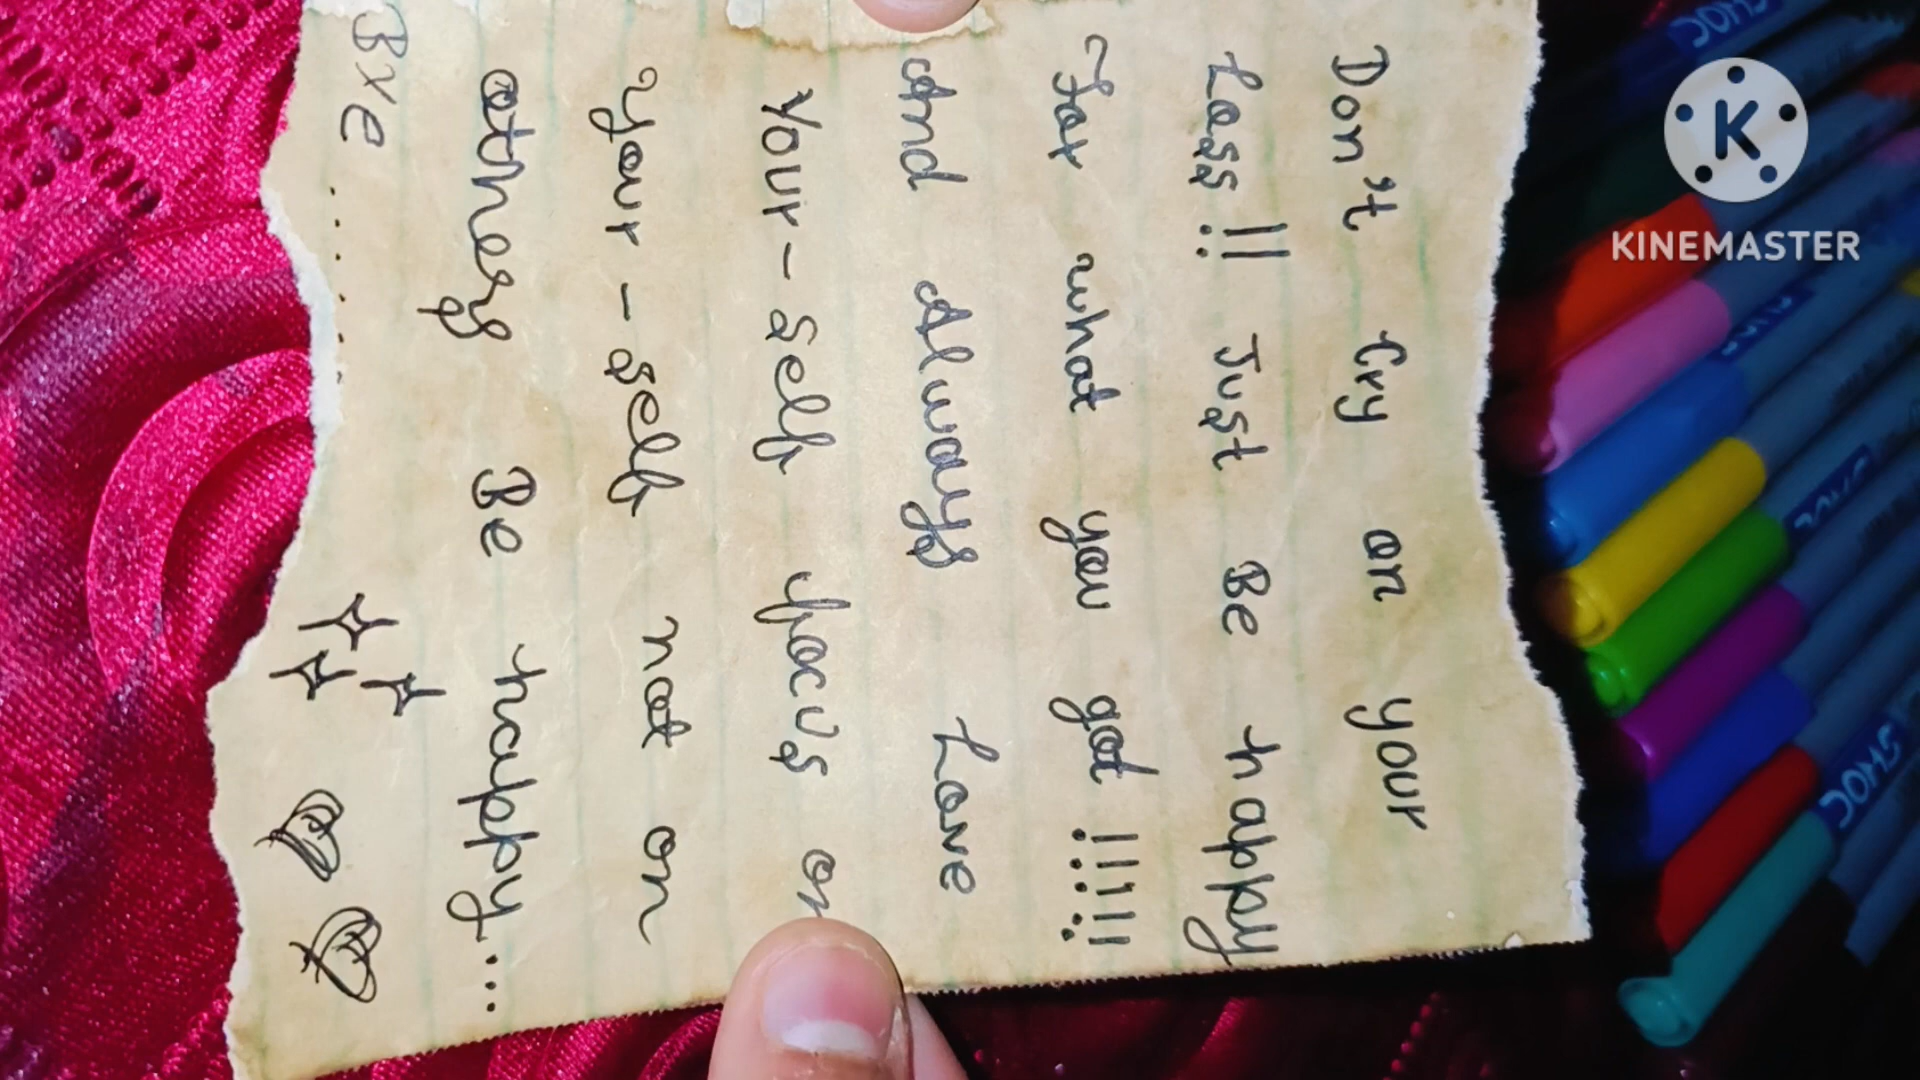 Don't Cry on your
Loss!! Just Be happy
For what you got !!!!!
And Always Love
Your-self focus on
your-self not on
others Be happy...
Bye ......
KINEMASTER